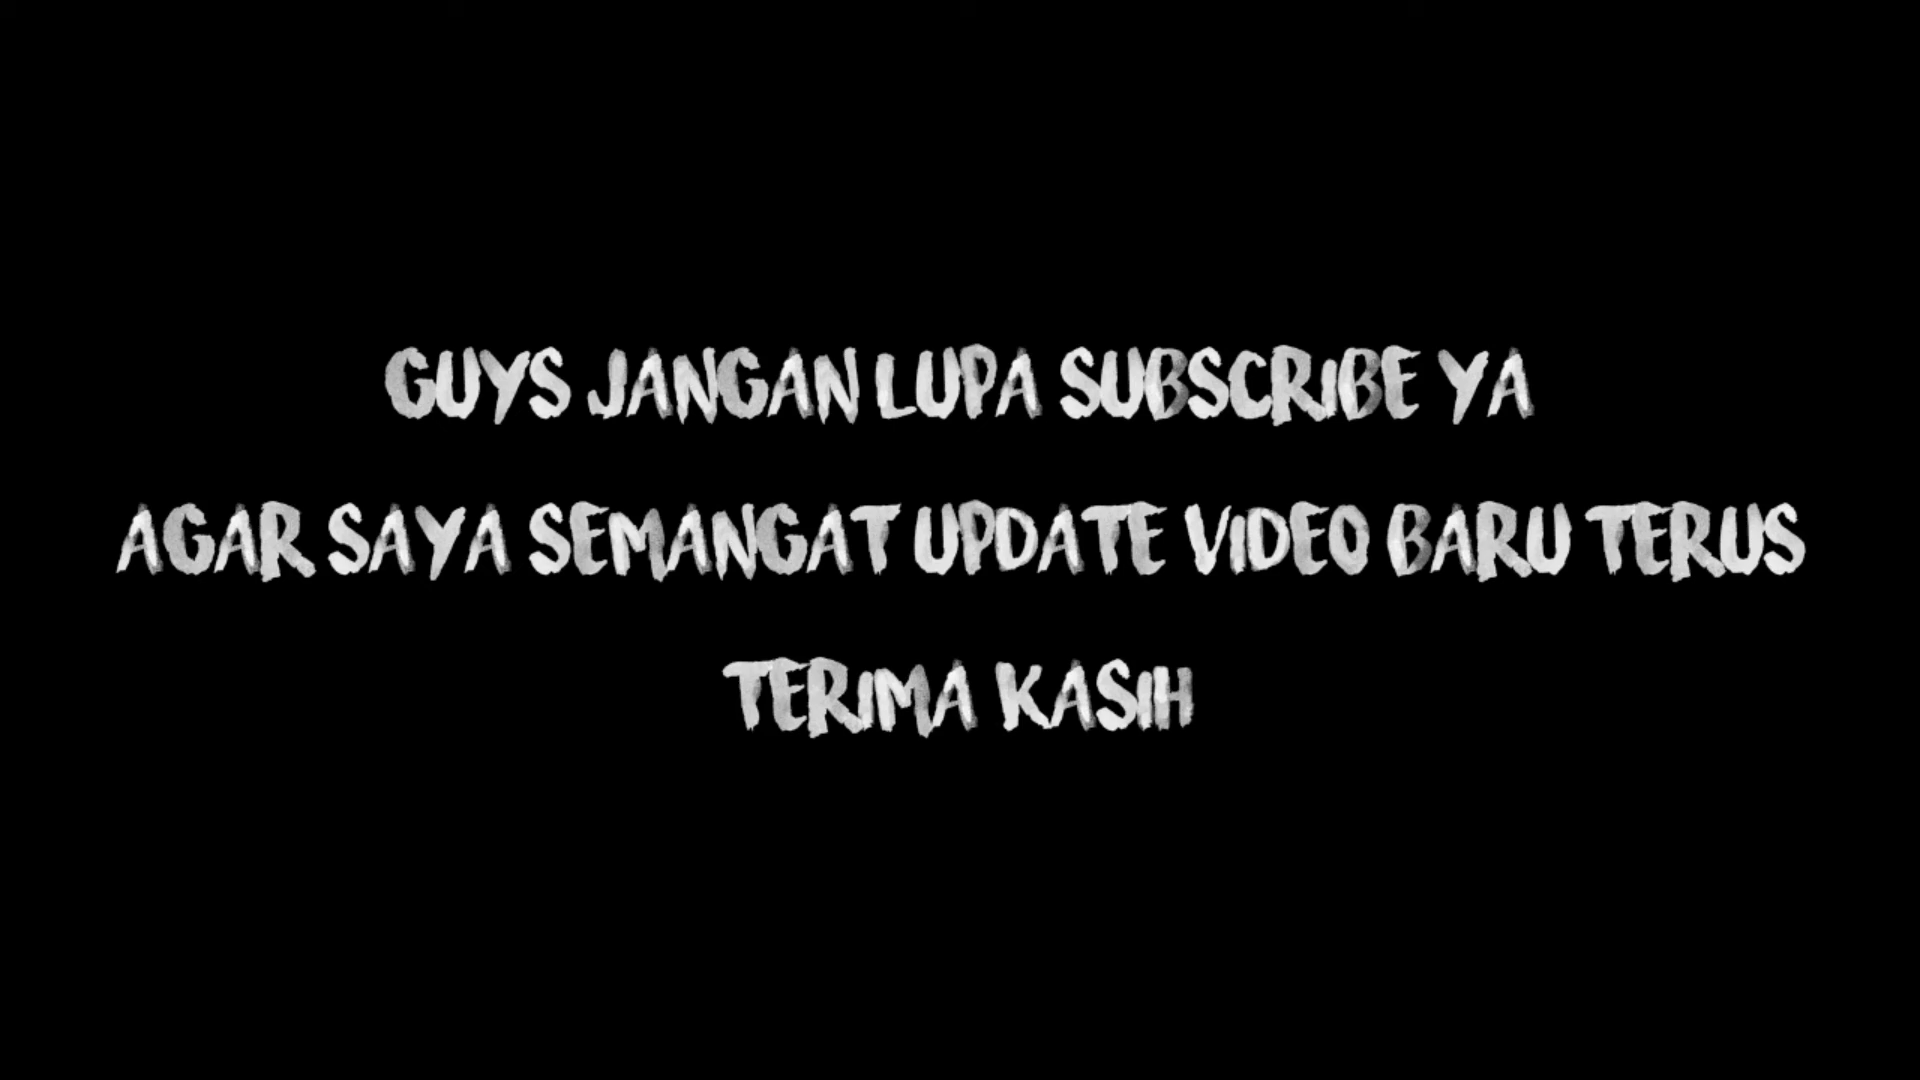 GUYS JANGAN LUPA SUBSCRIBE YA
AGAR SAYA SEMANGAT UPDATE VIDEO BARU TERUS
TERIMA KASIH